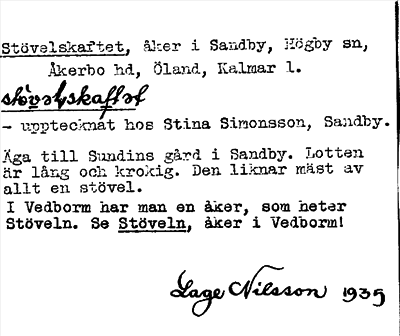 Stövelskaftet, åker i Sandby, Högby sn,
Åkerbo hd, Öland, Kalmar l.
stövəlskaftət
- upptecknat hos Stina Simonsson, Sandby.
Äga till Sundins gård i Sandby. Lotten
är lång och krokig. Den liknar mäst av
allt en stövel.
I Vedborm har man en åker, som heter
Stöveln. Se Stöveln, åker i Vedborm!
Lage Nilsson 1935